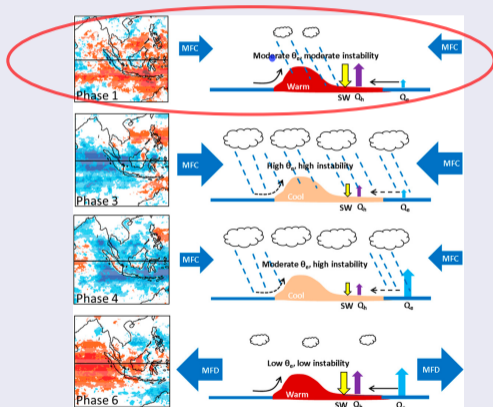 MFC
MFC
Moderate θe, moderate instability
Warm
SW Qh
Qe
Phase 1
MFC
MFC
High θe, high instability
Cool
SW Qh
Qe
Phase 3
MFC
MFC
Moderate θe, high instability
Cool
SW Qh
Qe
Phase 4
MFD
MFD
Low θe, low instability
Warm
SW Qh
Phase 6